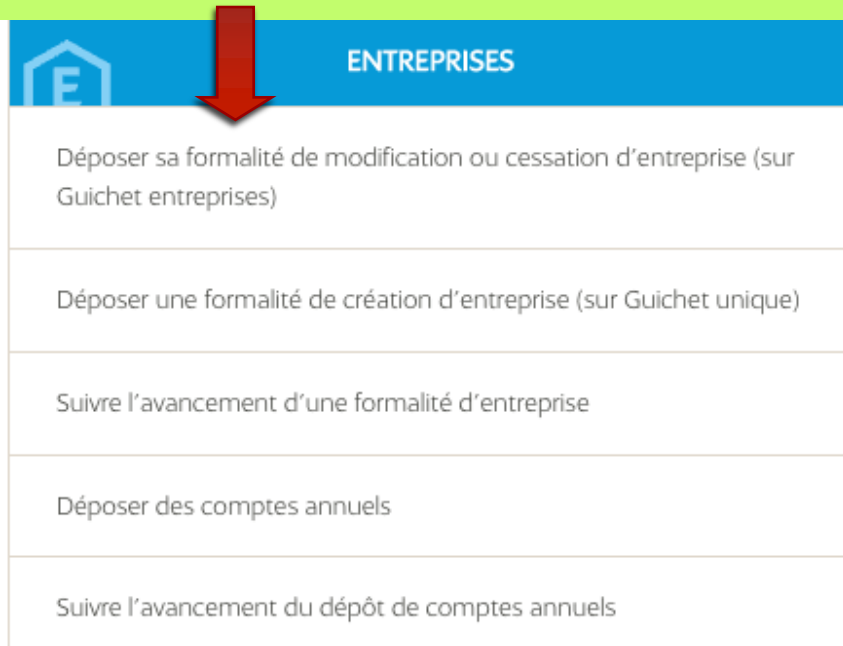 E
ENTREPRISES
Déposer sa formalité de modification ou cessation d’entreprise (sur
Guichet entreprises)
Déposer une formalité de création d’entreprise (sur Guichet unique)
Suivre l’avancement d’une formalité d’entreprise
Déposer des comptes annuels
Suivre l’avancement du dépôt de comptes annuels